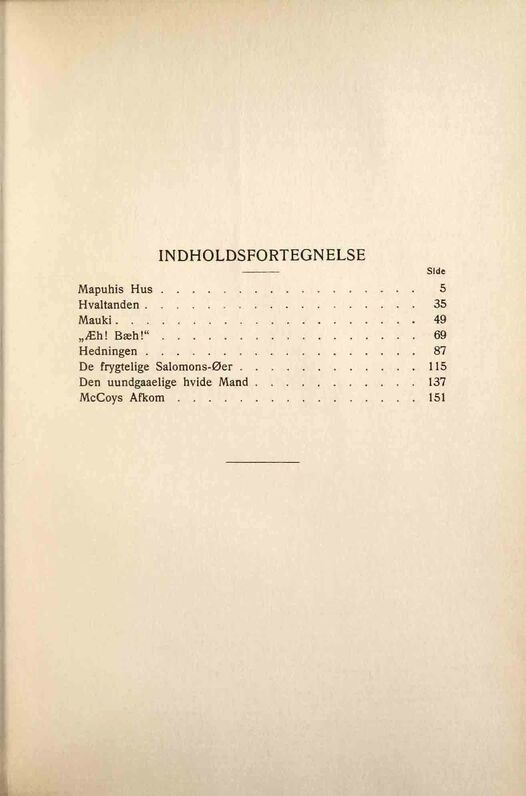 INDHOLDSFORTEGNELSE
Side
Mapuhis Hus . . . . . . . . . . . . . . . . . 5
Hvaltanden . . . . . . . . . . . . . . . . . 35
Mauki . . . . . . . . . . . . . . . . . 49
„Æh! Bæh!“ . . . . . . . . . . . . . . . . . 69
Hedningen . . . . . . . . . . . . . . . . . 87
De frygtelige Salomons-Øer . . . . . . . . . . 115
Den uundgaaelige hvide Mand . . . . . . . . . 137
McCoys Afkom . . . . . . . . . . . . . 151